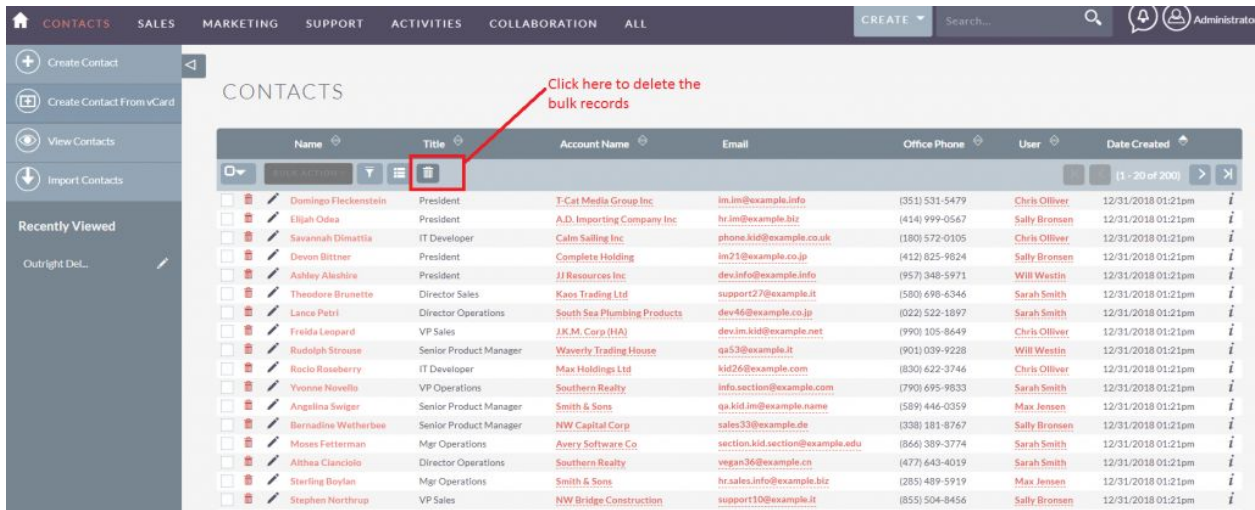 CONTACTS SALES MARKETING SUPPORT ACTIVITIES COLLABORATION ALL CREATE Search... Administrato
Create Contact
Create Contact From vCard
View Contacts
Import Contacts
Recently Viewed
Outright Del...
CONTACTS
Click here to delete the
bulk records
Name Title Account Name Email Office Phone User Date Created
BULK ACTION (1 - 20 of 200)
Domingo Fleckenstein President T-Cat Media Group Inc im.im@example.info (351) 531-5479 Chris Olliver 12/31/2018 01:21pm i
Elijah Odea President A.D. Importing Company Inc hr.im@example.biz (414) 999-0567 Sally Bronsen 12/31/2018 01:21pm i
Savannah Dimattia IT Developer Calm Sailing Inc phone.kid@example.co.uk (180) 572-0105 Chris Olliver 12/31/2018 01:21pm i
Devon Bittner President Complete Holding im21@example.co.jp (412) 825-9824 Sally Bronsen 12/31/2018 01:21pm i
Ashley Aleshire President JJ Resources Inc dev.info@example.info (957) 348-5971 Will Westin 12/31/2018 01:21pm i
Theodore Brunette Director Sales Kaos Trading Ltd support27@example.it (580) 698-6346 Sarah Smith 12/31/2018 01:21pm i
Lance Petri Director Operations South Sea Plumbing Products dev46@example.co.jp (022) 522-1897 Sarah Smith 12/31/2018 01:21pm i
Freida Leopard VP Sales J.K.M. Corp (HA) dev.im.kid@example.net (990) 105-8649 Chris Olliver 12/31/2018 01:21pm i
Rudolph Strouse Senior Product Manager Waverly Trading House qa53@example.it (901) 039-9228 Will Westin 12/31/2018 01:21pm i
Rocio Roseberry IT Developer Max Holdings Ltd kid26@example.com (830) 622-3746 Chris Olliver 12/31/2018 01:21pm i
Yvonne Novello VP Operations Southern Realty info.section@example.com (790) 695-9833 Sarah Smith 12/31/2018 01:21pm i
Angelina Swiger Senior Product Manager Smith & Sons qa.kid.im@example.name (589) 446-0359 Max Jensen 12/31/2018 01:21pm i
Bernadine Wetherbee Senior Product Manager NW Capital Corp sales33@example.de (338) 181-8767 Sally Bronsen 12/31/2018 01:21pm i
Moses Fetterman Mgr Operations Avery Software Co section.kid.section@example.edu (866) 389-3774 Sarah Smith 12/31/2018 01:21pm i
Althea Cianciolo Director Operations Southern Realty vegan36@example.cn (477) 643-4019 Sarah Smith 12/31/2018 01:21pm i
Sterling Boylan Mgr Operations Smith & Sons hr.sales.info@example.biz (285) 489-5919 Max Jensen 12/31/2018 01:21pm i
Stephen Northrup VP Sales NW Bridge Construction support10@example.it (855) 504-8456 Sally Bronsen 12/31/2018 01:21pm i